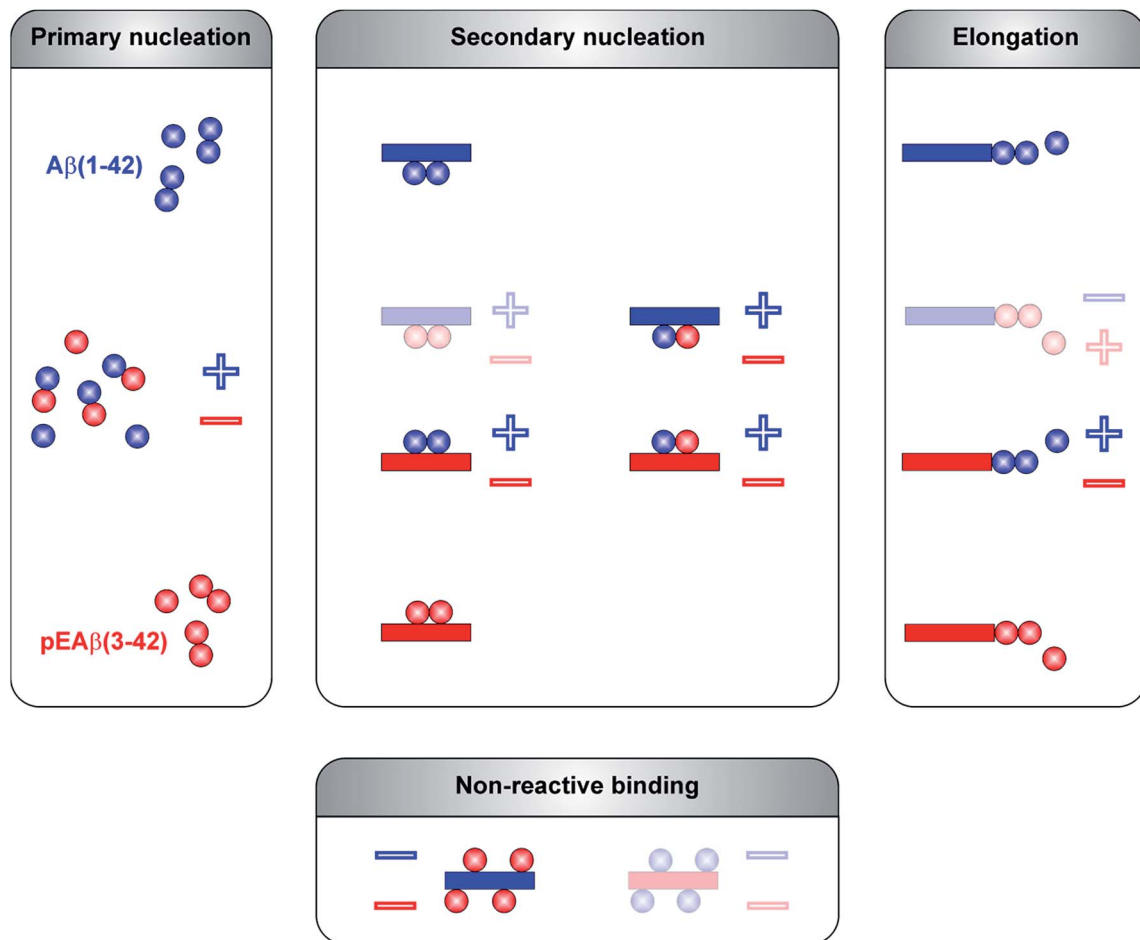 Primary nucleation
Secondary nucleation
Elongation
Aβ(1-42)
pEAβ(3-42)
Non-reactive binding